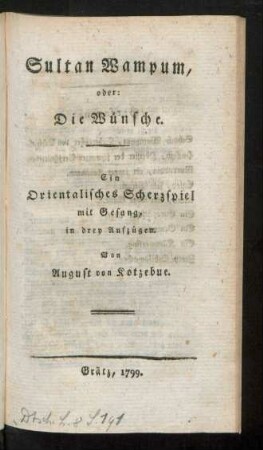 Sultan Wampum,
oder:
Die Wünsche.
Ein
Orientalisches Scherzspiel
mit Gesang,
in drey Aufzügen.
Von
August von Kotzebue.
Grätz, 1799.